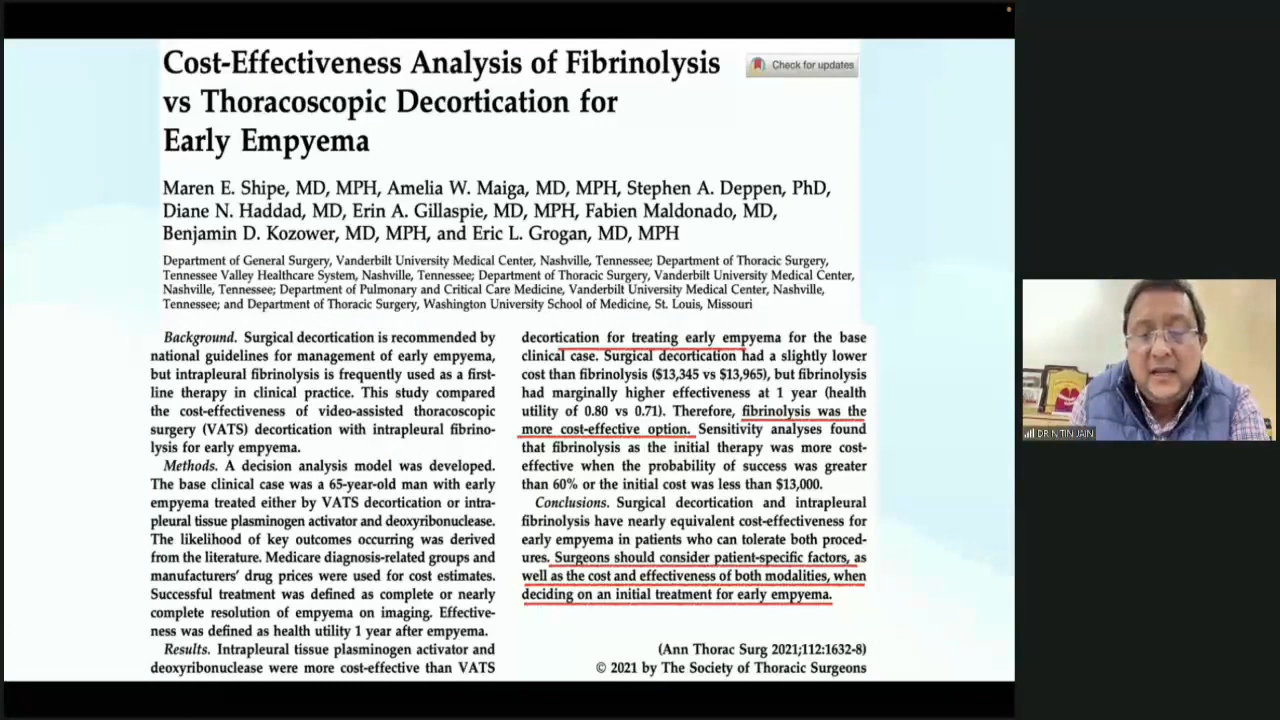 Cost-Effectiveness Analysis of Fibrinolysis
vs Thoracoscopic Decortication for
Early Empyema
Check for updates
Maren E. Shipe, MD, MPH, Amelia W. Maiga, MD, MPH, Stephen A. Deppen, PhD,
Diane N. Haddad, MD, Erin A. Gillaspie, MD, MPH, Fabien Maldonado, MD,
Benjamin D. Kozower, MD, MPH, and Eric L. Grogan, MD, MPH
Department of General Surgery, Vanderbilt University Medical Center, Nashville, Tennessee; Department of Thoracic Surgery,
Tennessee Valley Healthcare System, Nashville, Tennessee; Department of Thoracic Surgery, Vanderbilt University Medical Center,
Nashville, Tennessee; Department of Pulmonary and Critical Care Medicine, Vanderbilt University Medical Center, Nashville,
Tennessee; and Department of Thoracic Surgery, Washington University School of Medicine, St. Louis, Missouri
Background. Surgical decortication is recommended by
national guidelines for management of early empyema,
but intrapleural fibrinolysis is frequently used as a first-
line therapy in clinical practice. This study compared
the cost-effectiveness of video-assisted thoracoscopic
surgery (VATS) decortication with intrapleural fibrino-
lysis for early empyema.
Methods. A decision analysis model was developed.
The base clinical case was a 65-year-old man with early
empyema treated either by VATS decortication or intra-
pleural tissue plasminogen activator and deoxyribonuclease.
The likelihood of key outcomes occurring was derived
from the literature. Medicare diagnosis-related groups and
manufacturers' drug prices were used for cost estimates.
Successful treatment was defined as complete or nearly
complete resolution of empyema on imaging. Effective-
ness was defined as health utility 1 year after empyema.
Results. Intrapleural tissue plasminogen activator and
deoxyribonuclease were more cost-effective than VATS
decortication for treating early empyema for the base
clinical case. Surgical decortication had a slightly lower
cost than fibrinolysis ($13,345 vs $13,965), but fibrinolysis
had marginally higher effectiveness at 1 year (health
utility of 0.80 vs 0.71). Therefore, fibrinolysis was the
more cost-effective option. Sensitivity analyses found
that fibrinolysis as the initial therapy was more cost-
effective when the probability of success was greater
than 60% or the initial cost was less than $13,000.
Conclusions. Surgical decortication and intrapleural
fibrinolysis have nearly equivalent cost-effectiveness for
early empyema in patients who can tolerate both proced-
ures. Surgeons should consider patient-specific factors, as
well as the cost and effectiveness of both modalities, when
deciding on an initial treatment for early empyema.
(Ann Thorac Surg 2021;112:1632-8)
© 2021 by The Society of Thoracic Surgeons
DR NITIN JAIN